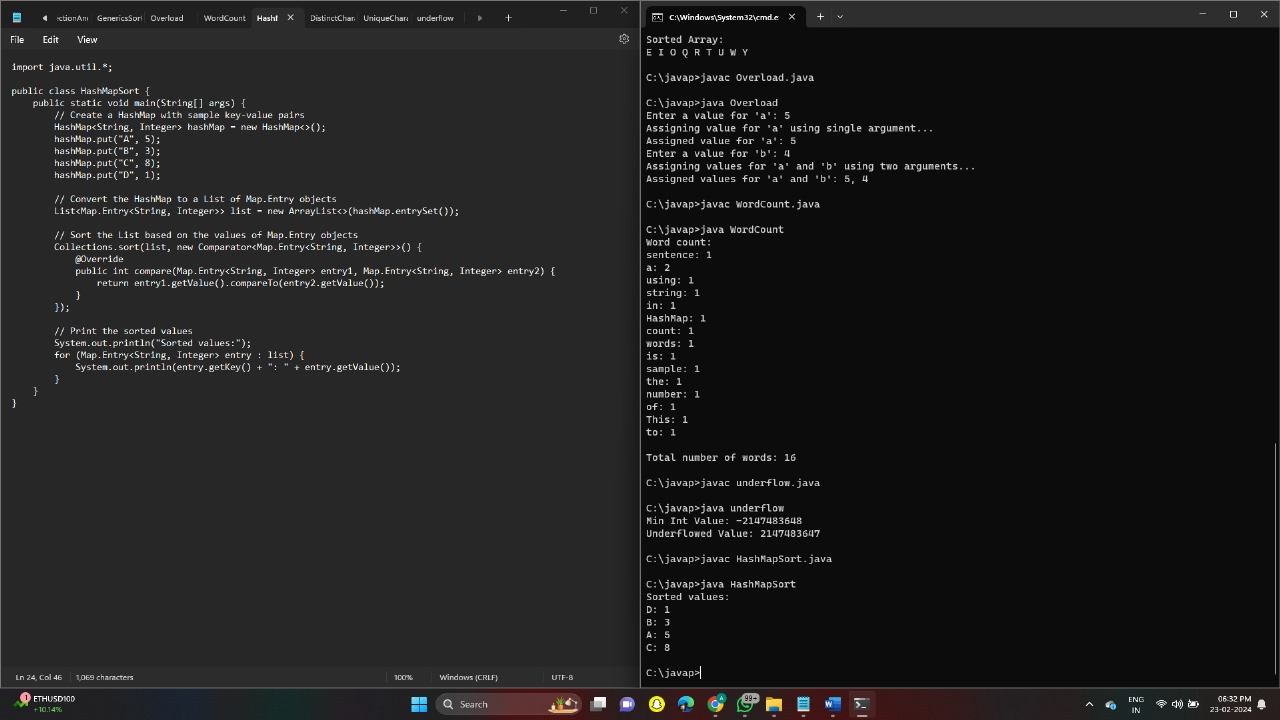 ectionAn GenericsSort Overload WordCount Hashl DistinctChar UniqueChara underflow
File Edit View
import java.util.*;
public class HashMapSort {
public static void main(String[] args) {
// Create a HashMap with sample key-value pairs
HashMap<String, Integer> hashMap = new HashMap<>();
hashMap.put("A", 5);
hashMap.put("B", 3);
hashMap.put("C", 8);
hashMap.put("D", 1);
// Convert the HashMap to a List of Map.Entry objects
List<Map.Entry<String, Integer>> list = new ArrayList<>(hashMap.entrySet());
// Sort the List based on the values of Map.Entry objects
Collections.sort(list, new Comparator<Map.Entry<String, Integer>>() {
@Override
public int compare(Map.Entry<String, Integer> entry1, Map.Entry<String, Integer> entry2) {
return entry1.getValue().compareTo(entry2.getValue());
}
});
// Print the sorted values
System.out.println("Sorted values:");
for (Map.Entry<String, Integer> entry : list) {
System.out.println(entry.getKey() + ": " + entry.getValue());
}
}
}
Ln 24, Col 46 1,069 characters 100% Windows (CRLF) UTF-8
C:\Windows\System32\cmd.e
Sorted Array:
E I O Q R T U W Y
C:\javap>javac Overload.java
C:\javap>java Overload
Enter a value for 'a': 5
Assigning value for 'a' using single argument...
Assigned value for 'a': 5
Enter a value for 'b': 4
Assigning values for 'a' and 'b' using two arguments...
Assigned values for 'a' and 'b': 5, 4
C:\javap>javac WordCount.java
C:\javap>java WordCount
Word count:
sentence: 1
a: 2
using: 1
string: 1
in: 1
HashMap: 1
count: 1
words: 1
is: 1
sample: 1
the: 1
number: 1
of: 1
This: 1
to: 1
Total number of words: 16
C:\javap>javac underflow.java
C:\javap>java underflow
Min Int Value: -2147483648
Underflowed Value: 2147483647
C:\javap>javac HashMapSort.java
C:\javap>java HashMapSort
Sorted values:
D: 1
B: 3
A: 5
C: 8
C:\javap>
1 ETHUSD100
+10.14%
Search
99+
ENG
IN
06:32 PM
23-02-2024